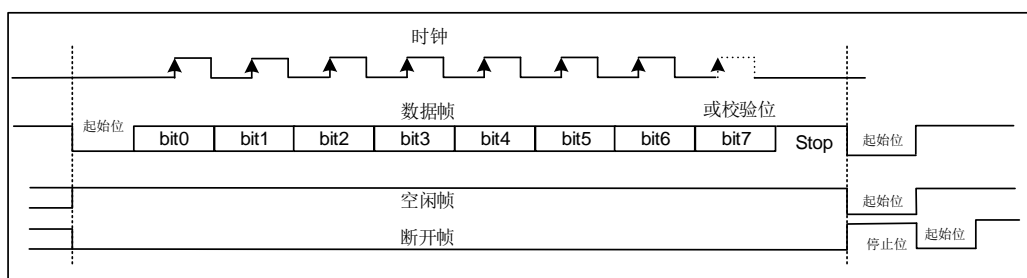 时钟
数据帧 或校验位
起始位 bit0 bit1 bit2 bit3 bit4 bit5 bit6 bit7 Stop 起始位
空闲帧 起始位
断开帧 停止位 起始位